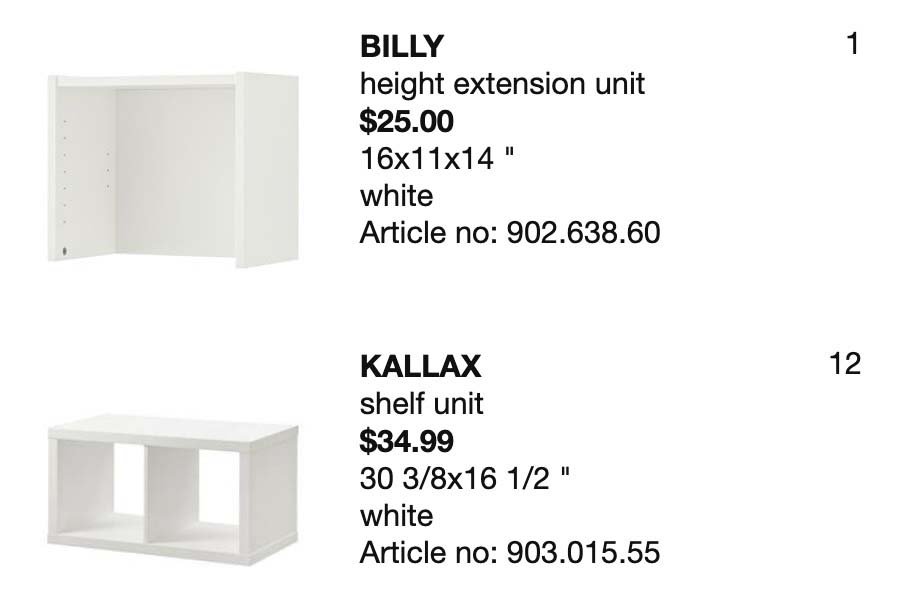 BILLY 1
height extension unit
$25.00
16x11x14 "
white
Article no: 902.638.60
KALLAX 12
shelf unit
$34.99
30 3/8x16 1/2 "
white
Article no: 903.015.55